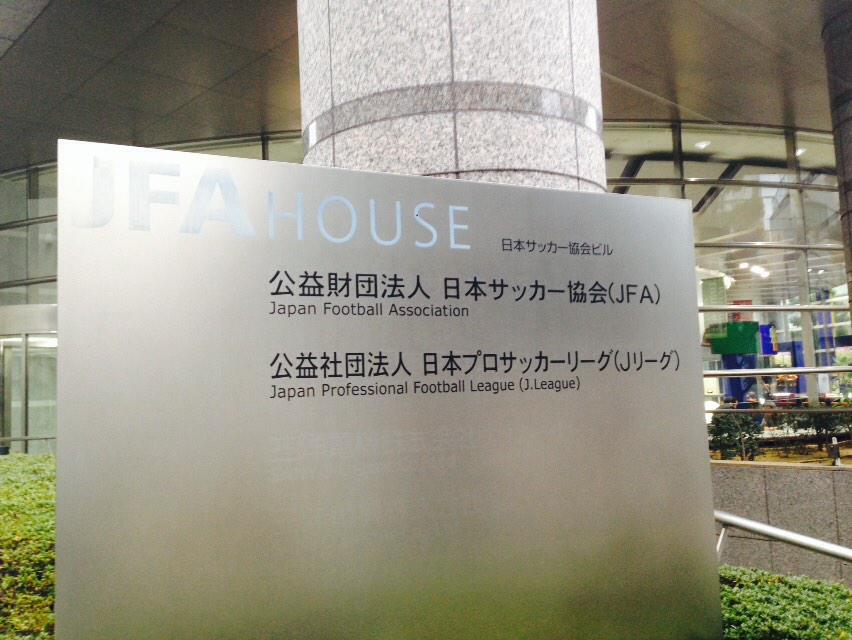 JFA HOUSE 日本サッカー協会ビル
公益財団法人 日本サッカー協会(JFA)
Japan Football Association
公益社団法人 日本プロサッカーリーグ(Jリーグ)
Japan Professional Football League (J.League)